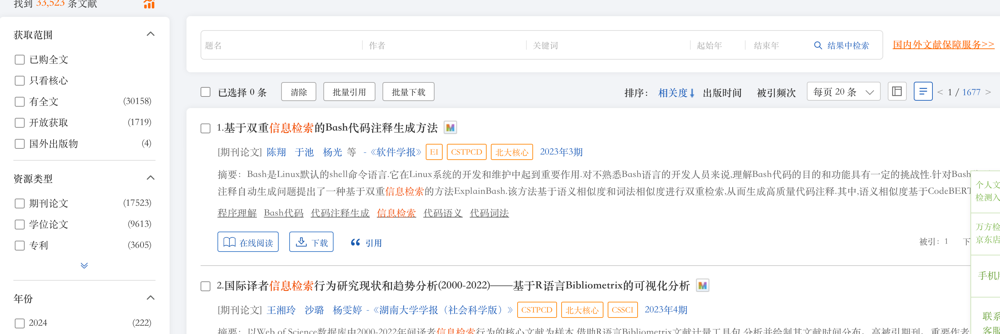 找到 33,523 条文献
获取范围
已购全文
只看核心
有全文 (30158)
开放获取 (1719)
国外出版物 (4)
资源类型
期刊论文 (17523)
学位论文 (9613)
专利 (3605)
年份
2024 (222)
题名 作者 关键词 起始年 结束年 结果中检索 国内外文献保障服务>>
已选择 0 条 清除 批量引用 批量下载 排序： 相关度 出版时间 被引频次 每页 20 条 < 1 / 1677 >
1.基于双重信息检索的Bash代码注释生成方法 M
[期刊论文] 陈翔 于池 杨光 等 -《软件学报》 EI CSTPCD 北大核心 2023年3期
摘要：Bash是Linux默认的shell命令语言.它在Linux系统的开发和维护中起到重要作用.对不熟悉Bash语言的开发人员来说,理解Bash代码的目的和功能具有一定的挑战性.针对Bash
注释自动生成问题提出了一种基于双重信息检索的方法ExplainBash.该方法基于语义相似度和词法相似度进行双重检索,从而生成高质量代码注释.其中,语义相似度基于CodeBERT
程序理解 Bash代码 代码注释生成 信息检索 代码语义 代码词法
在线阅读 下载 引用 被引：1 下
2.国际译者信息检索行为研究现状和趋势分析(2000-2022)——基于R语言Bibliometrix的可视化分析 M
[期刊论文] 王湘玲 沙璐 杨雯婷 -《湖南大学学报（社会科学版）》 CSTPCD 北大核心 CSSCI 2023年4期
摘要：以Web of Science数据库中2000-2022年间译者信息检索行为的核心文献为样本,借助R语言Bibliometrix文献计量工具包,分析并绘制其文献时间分布、高被引期刊、重要作者
个人文
检测入
万方检
京东店
手机
联系
客服